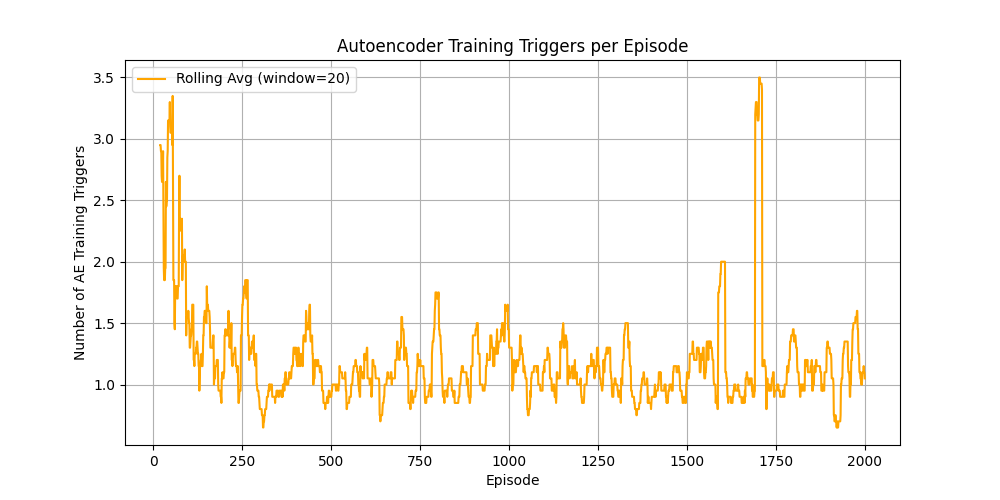 Autoencoder Training Triggers per Episode
Rolling Avg (window=20)
Number of AE Training Triggers
3.5
3.0
2.5
2.0
1.5
1.0
0 250 500 750 1000 1250 1500 1750 2000
Episode